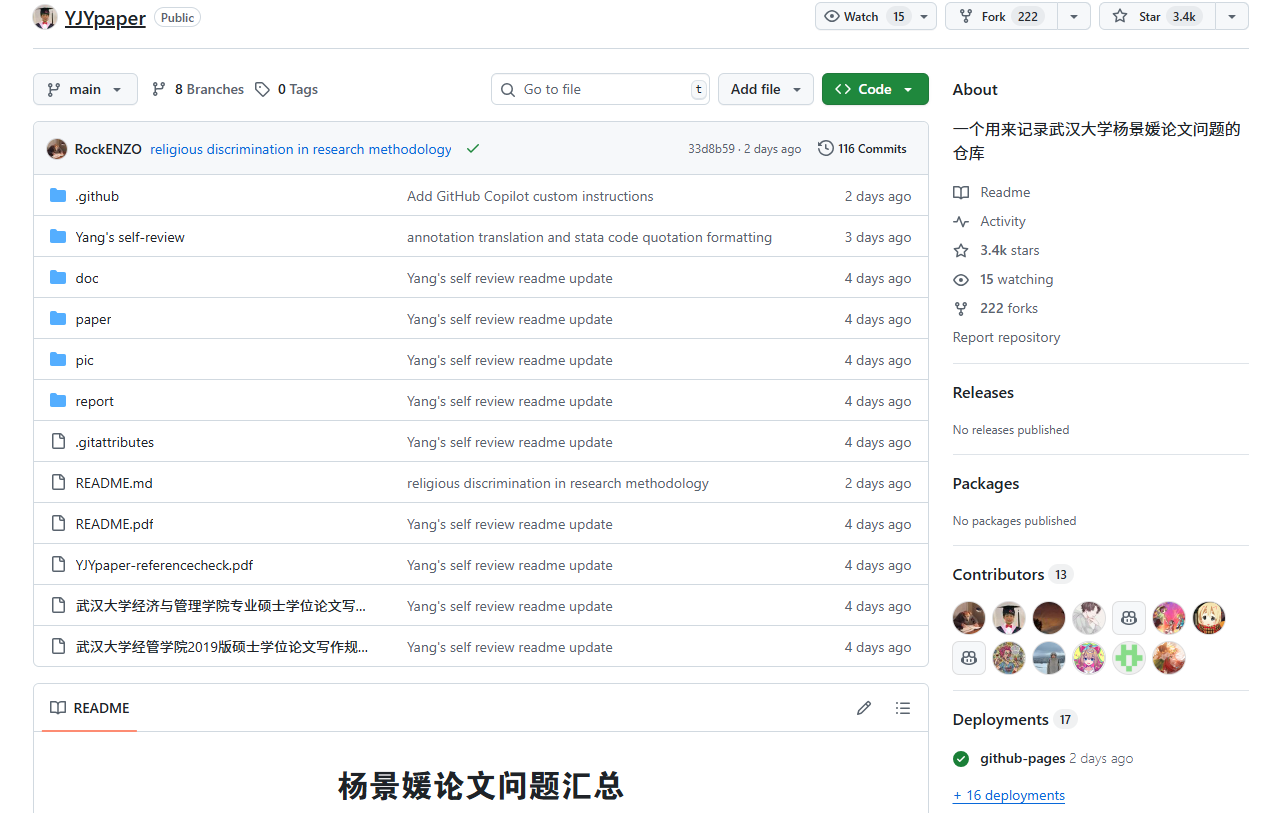 YJYpaper Public
Watch 15 Fork 222 Star 3.4k
main 8 Branches 0 Tags Go to file t Add file Code
RockENZO religious discrimination in research methodology 33d8b59 · 2 days ago 116 Commits
.github Add GitHub Copilot custom instructions 2 days ago
Yang's self-review annotation translation and stata code quotation formatting 3 days ago
doc Yang's self review readme update 4 days ago
paper Yang's self review readme update 4 days ago
pic Yang's self review readme update 4 days ago
report Yang's self review readme update 4 days ago
.gitattributes Yang's self review readme update 4 days ago
README.md religious discrimination in research methodology 2 days ago
README.pdf Yang's self review readme update 4 days ago
YJYpaper-referencecheck.pdf Yang's self review readme update 4 days ago
武汉大学经济与管理学院专业硕士学位论文写... Yang's self review readme update 4 days ago
武汉大学经管学院2019版硕士学位论文写作规... Yang's self review readme update 4 days ago
README
杨景媛论文问题汇总
About
一个用来记录武汉大学杨景媛论文问题的
仓库
Readme
Activity
3.4k stars
15 watching
222 forks
Report repository
Releases
No releases published
Packages
No packages published
Contributors 13
Deployments 17
github-pages 2 days ago
+ 16 deployments